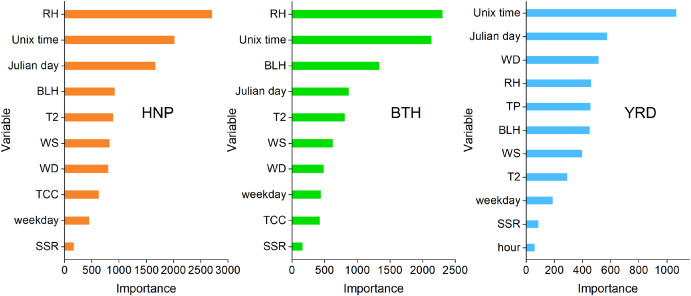 Variable
RH
Unix time
Julian day
BLH
T2
WS
WD
TCC
weekday
SSR
HNP
0 500 1000 1500 2000 2500 3000
Importance
Variable
RH
Unix time
BLH
Julian day
T2
WS
WD
weekday
TCC
SSR
BTH
0 500 1000 1500 2000 2500
Importance
Variable
Unix time
Julian day
WD
RH
TP
BLH
WS
T2
weekday
SSR
hour
YRD
0 200 400 600 800 1000
Importance